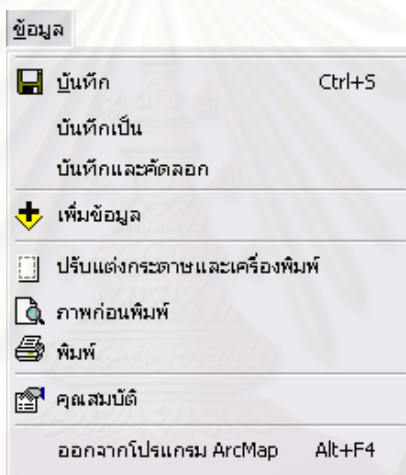 ข้อมูล
บันทึก Ctrl+S
บันทึกเป็น
บันทึกและคัดลอก
เพิ่มข้อมูล
ปรับแต่งกระดาษและเครื่องพิมพ์
ภาพก่อนพิมพ์
พิมพ์
คุณสมบัติ
ออกจากโปรแกรม ArcMap Alt+F4